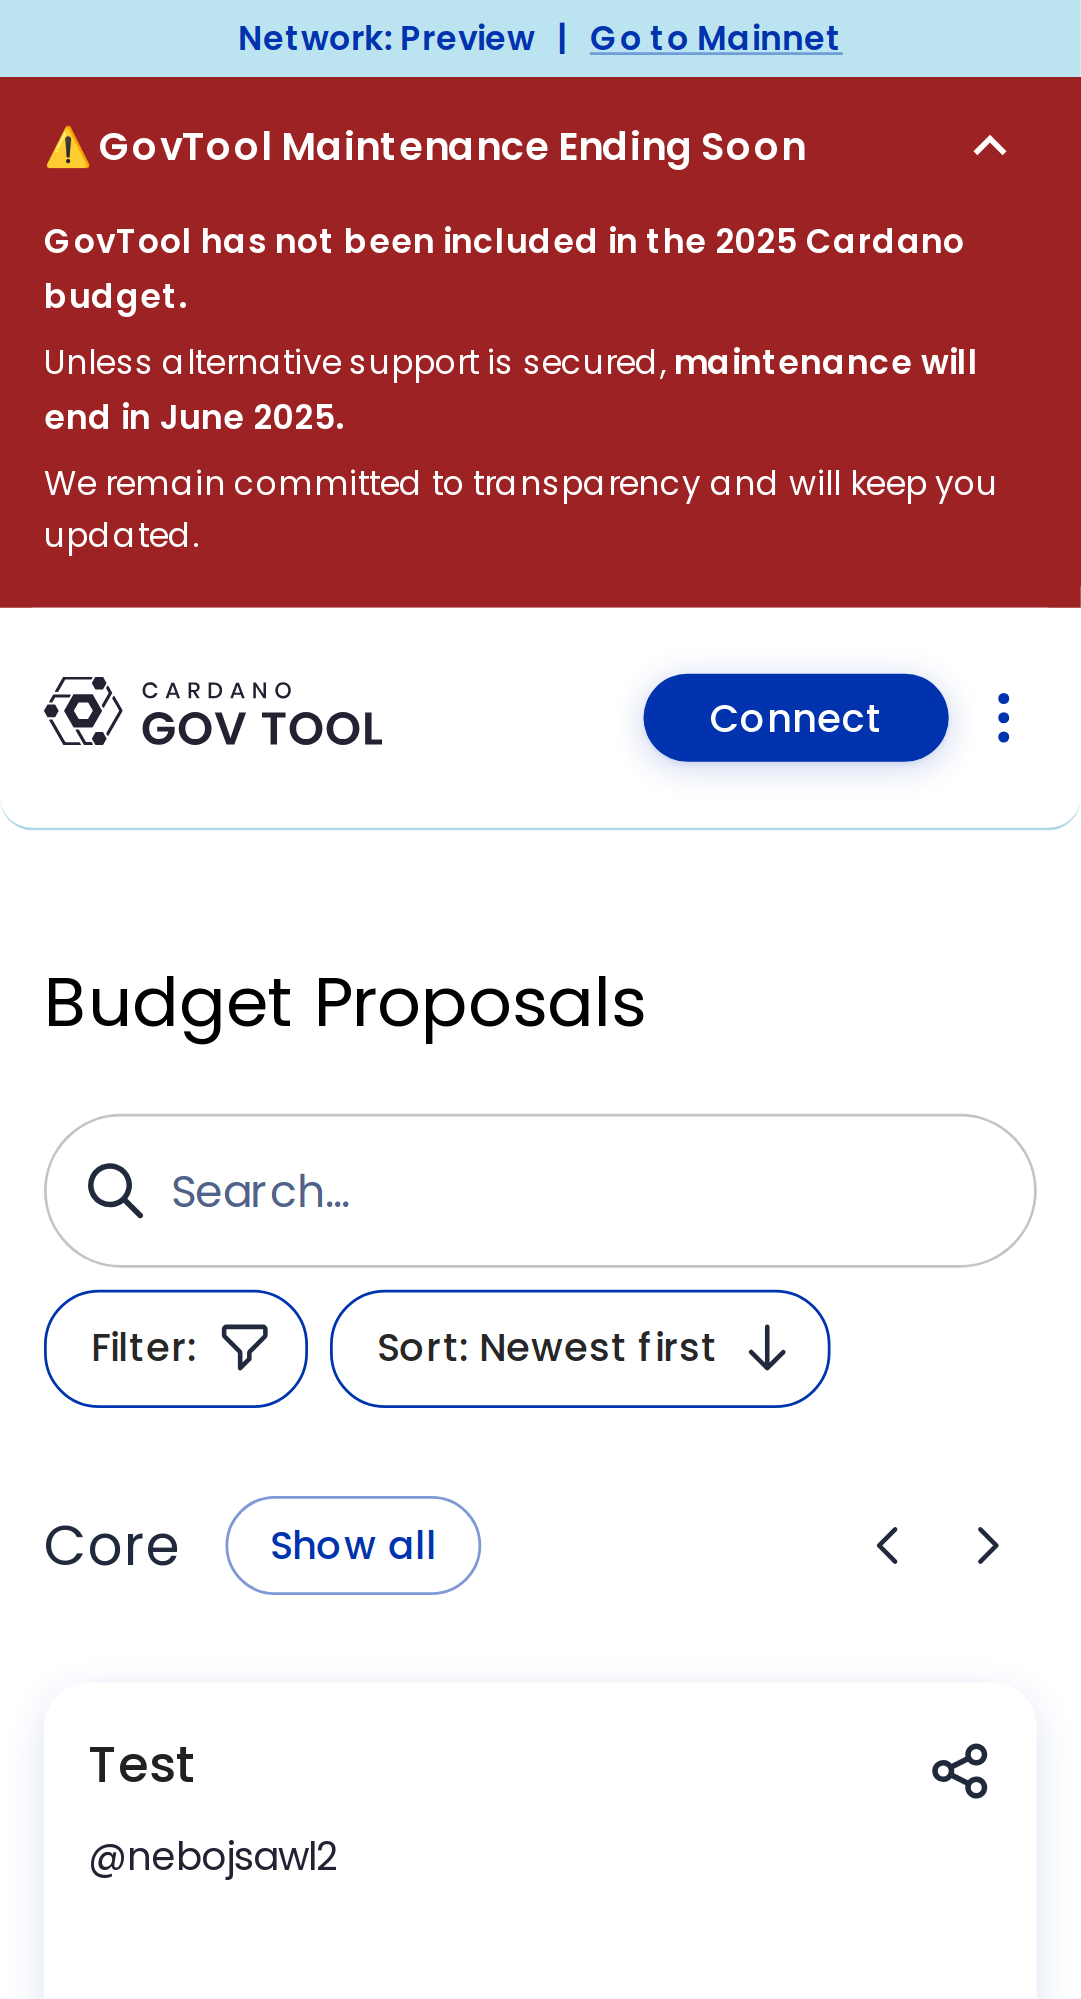 Network: Preview | Go to Mainnet
⚠️ GovTool Maintenance Ending Soon
GovTool has not been included in the 2025 Cardano
budget.
Unless alternative support is secured, maintenance will
end in June 2025.
We remain committed to transparency and will keep you
updated.
CARDANO
GOV TOOL
Connect
Budget Proposals
Search...
Filter:
Sort: Newest first
Core
Show all
Test
@nebojsawl2